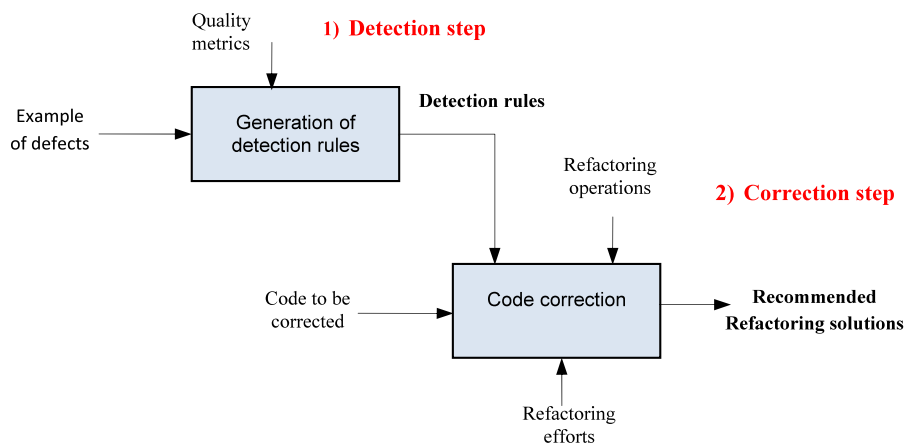 Quality
metrics
1) Detection step
Example
of defects
Generation of
detection rules
Detection rules
Refactoring
operations
2) Correction step
Code to be
corrected
Code correction
Recommended
Refactoring solutions
Refactoring
efforts